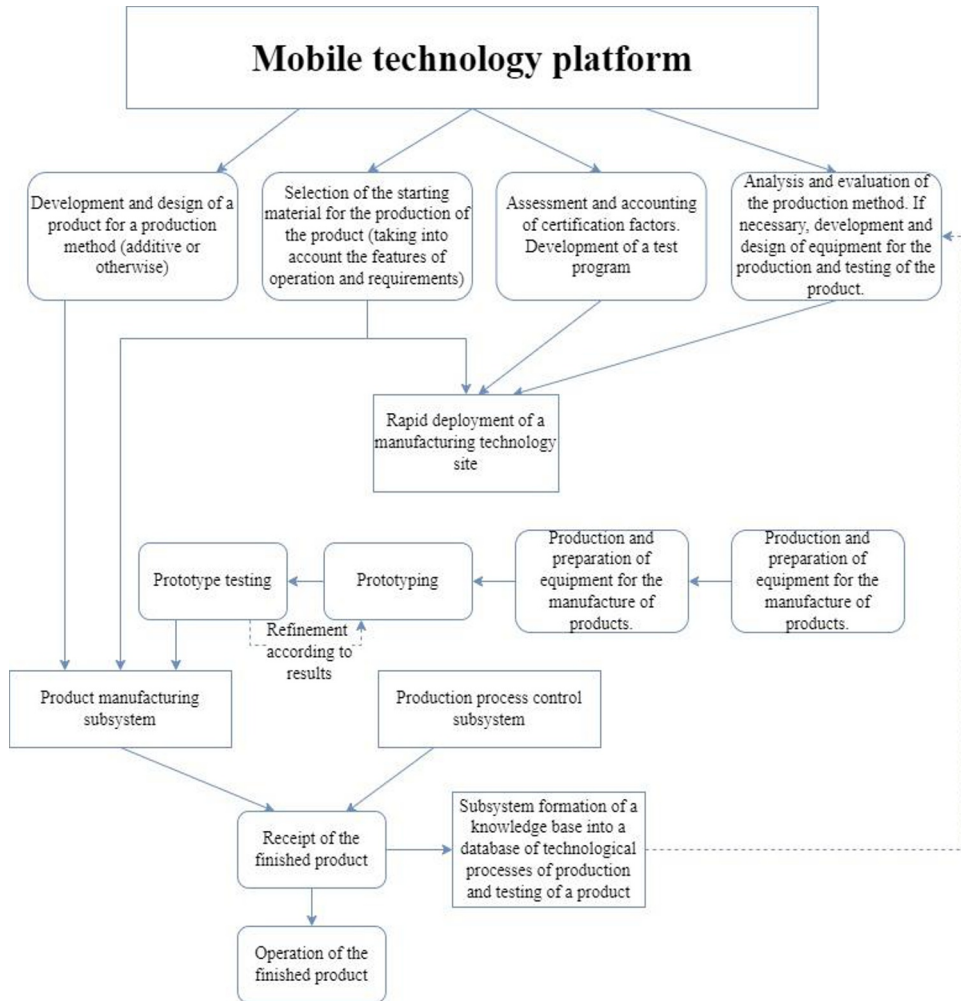 Mobile technology platform
Development and design of a
product for a production
method (additive or
otherwise)
Selection of the starting
material for the production of
the product (taking into
account the features of
operation and requirements)
Assessment and accounting
of certification factors.
Development of a test
program
Analysis and evaluation of
the production method. If
necessary, development and
design of equipment for the
production and testing of the
product.
Rapid deployment of a
manufacturing technology
site
Prototype testing
Prototyping
Production and
preparation of
equipment for the
manufacture of
products.
Production and
preparation of
equipment for the
manufacture of
products.
Refinement
according to
results
Product manufacturing
subsystem
Production process control
subsystem
Receipt of the
finished product
Subsystem formation of a
knowledge base into a
database of technological
processes of production
and testing of a product
Operation of the
finished product